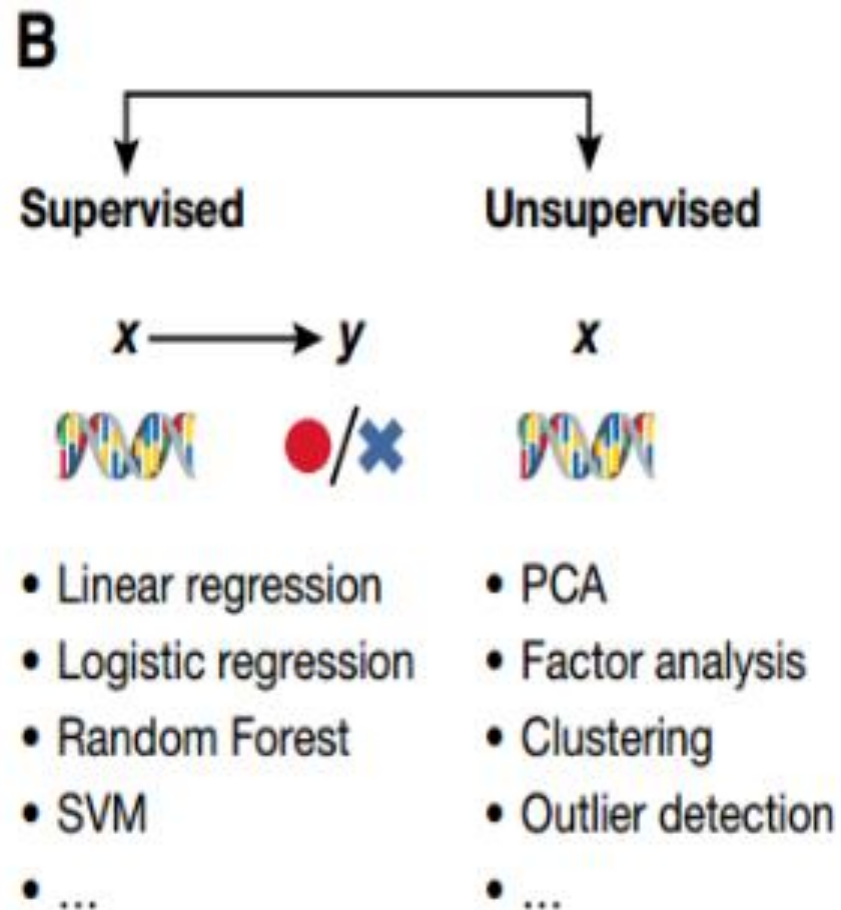 B
Supervised
Unsupervised
x
y
x
/
• Linear regression
• Logistic regression
• Random Forest
• SVM
• ...
• PCA
• Factor analysis
• Clustering
• Outlier detection
• ...